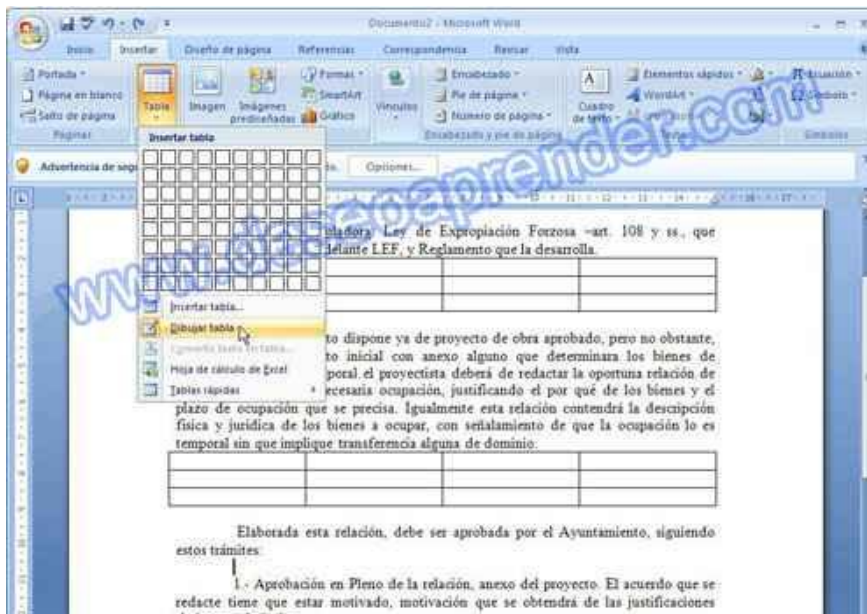 Documento2 - Microsoft Word
Inicio Insertar Diseño de página Referencias Correspondencia Revisar Vista
Portada
Página en blanco
Salto de página
Páginas
Tabla
Imagen
Imágenes prediseñadas
Formas
SmartArt
Gráfico
Vínculos
Encabezado
Pie de página
Número de página
Encabezado y pie de página
Cuadro de texto
Elementos rápidos
WordArt
Ecuación
Símbolo
Símbolos
Insertar tabla
Advertencia de seg
Opciones...
www.deseoaprender.com
Insertar tabla...
Dibujar tabla
Convertir texto en tabla...
Hoja de cálculo de Excel
Tablas rápidas
Ley de Expropiación Forzosa –art. 108 y ss., que
delante LEF, y Reglamento que la desarrolla.
to dispone ya de proyecto de obra aprobado, pero no obstante,
to inicial con anexo alguno que determinara los bienes de
poral el proyectista deberá de redactar la oportuna relación de
ecesaria ocupación, justificando el por qué de los bienes y el
plazo de ocupación que se precisa. Igualmente esta relación contendrá la descripción
física y jurídica de los bienes a ocupar, con señalamiento de que la ocupación lo es
temporal sin que implique transferencia alguna de dominio:
Elaborada esta relación, debe ser aprobada por el Ayuntamiento, siguiendo
estos trámites:
1.- Aprobación en Pleno de la relación, anexo del proyecto. El acuerdo que se
redacte tiene que estar motivado, motivación que se obtendrá de las justificaciones